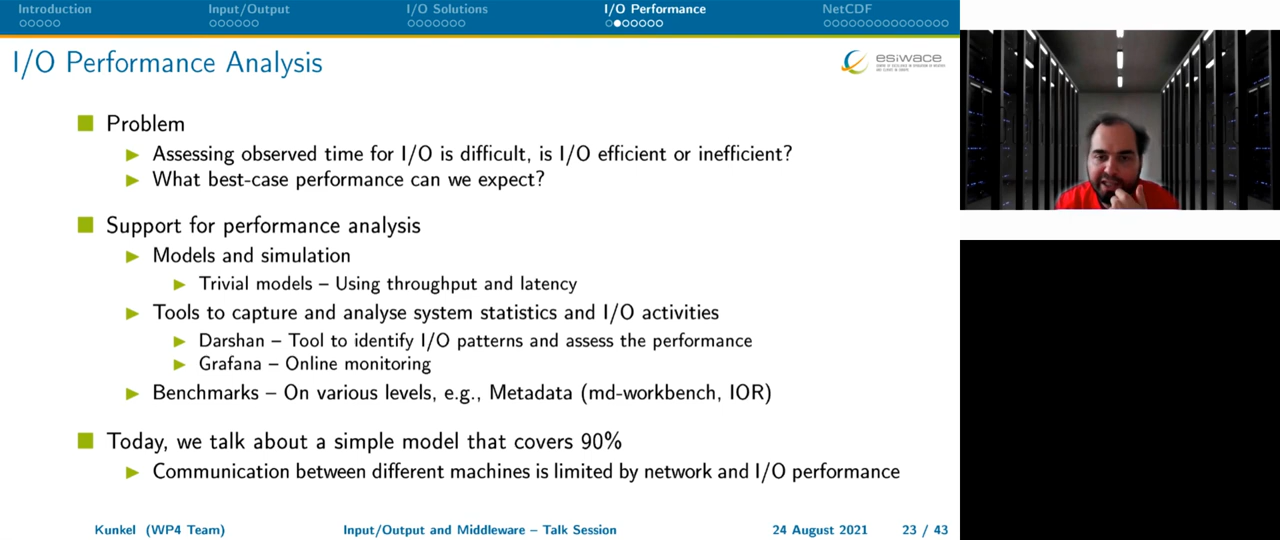 Introduction
Input/Output
I/O Solutions
I/O Performance
NetCDF
I/O Performance Analysis
esiwace
Problem
Assessing observed time for I/O is difficult, is I/O efficient or inefficient?
What best-case performance can we expect?
Support for performance analysis
Models and simulation
Trivial models – Using throughput and latency
Tools to capture and analyse system statistics and I/O activities
Darshan – Tool to identify I/O patterns and assess the performance
Grafana – Online monitoring
Benchmarks – On various levels, e.g., Metadata (md-workbench, IOR)
Today, we talk about a simple model that covers 90%
Communication between different machines is limited by network and I/O performance
Kunkel (WP4 Team)
Input/Output and Middleware – Talk Session
24 August 2021
23 / 43